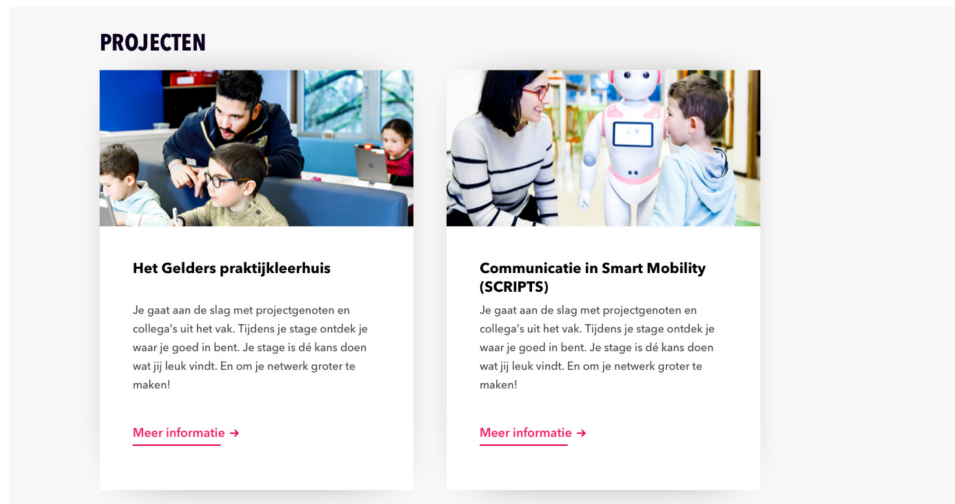 PROJECTEN
Het Gelders praktijkleerhuis
Je gaat aan de slag met projectgenoten en
collega's uit het vak. Tijdens je stage ontdek je
waar je goed in bent. Je stage is dé kans doen
wat jij leuk vindt. En om je netwerk groter te
maken!
Meer informatie →
Communicatie in Smart Mobility
(SCRIPTS)
Je gaat aan de slag met projectgenoten en
collega's uit het vak. Tijdens je stage ontdek je
waar je goed in bent. Je stage is dé kans doen
wat jij leuk vindt. En om je netwerk groter te
maken!
Meer informatie →